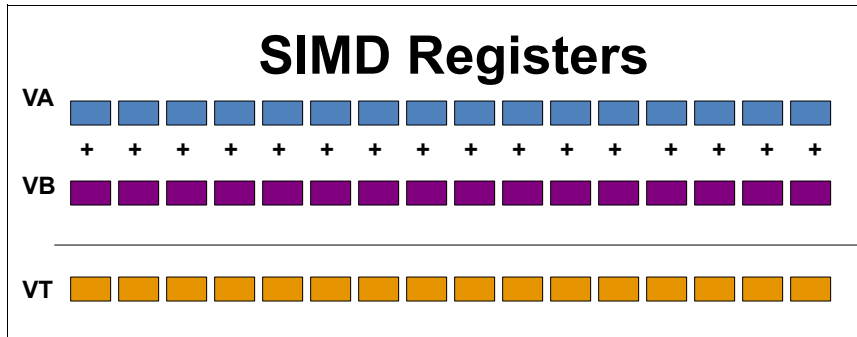 SIMD Registers
VA
+ + + + + + + + + + + + + + + +
VB
VT